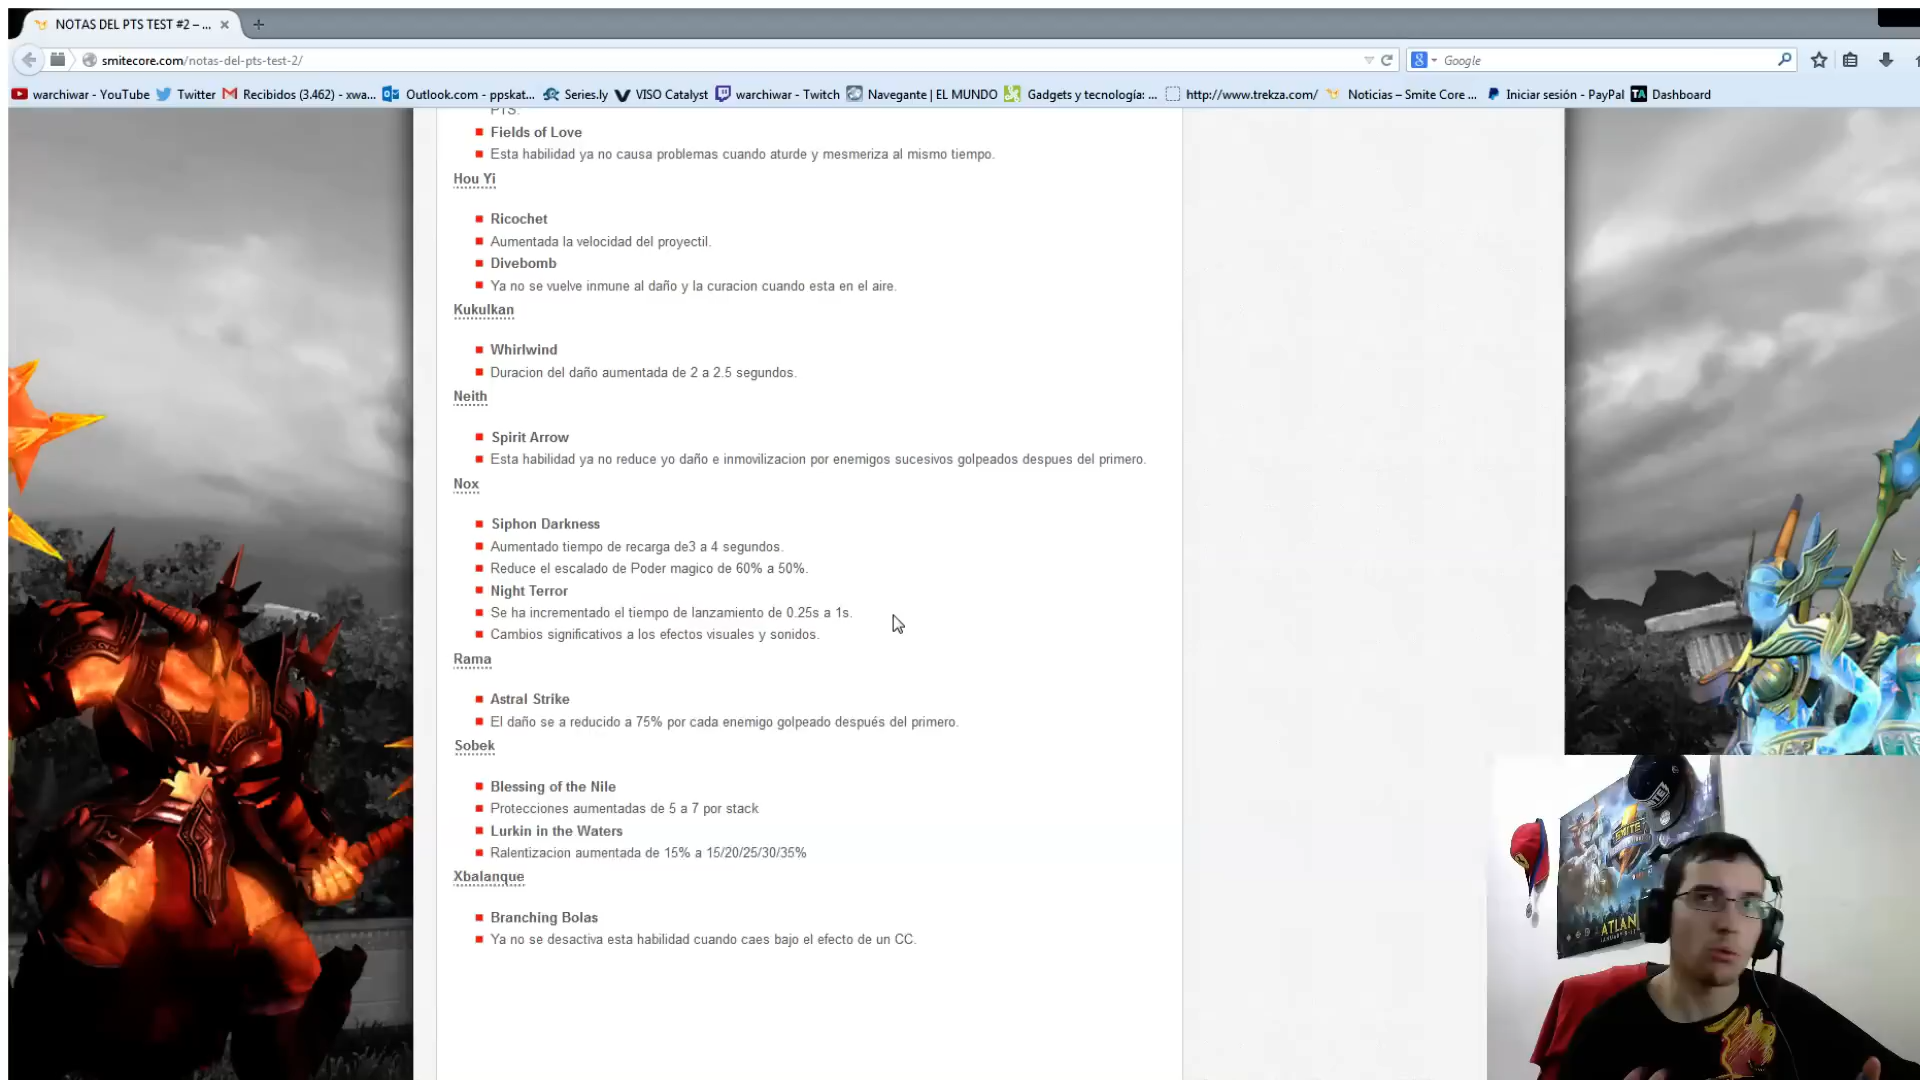 NOTAS DEL PTS TEST #2 – ...
smitecore.com/notas-del-pts-test-2/
Google
warchiwar - YouTube
Twitter
Recibidos (3.462) - xwa...
Outlook.com - ppskat...
Series.ly
VISO Catalyst
warchiwar - Twitch
Navegante | EL MUNDO
Gadgets y tecnología: ...
http://www.trekza.com/
Noticias – Smite Core ...
Iniciar sesión - PayPal
TA Dashboard
PTS.
Fields of Love
Esta habilidad ya no causa problemas cuando aturde y mesmeriza al mismo tiempo.
Hou Yi
Ricochet
Aumentada la velocidad del proyectil.
Divebomb
Ya no se vuelve inmune al daño y la curacion cuando esta en el aire.
Kukulkan
Whirlwind
Duracion del daño aumentada de 2 a 2.5 segundos.
Neith
Spirit Arrow
Esta habilidad ya no reduce yo daño e inmovilizacion por enemigos sucesivos golpeados despues del primero.
Nox
Siphon Darkness
Aumentado tiempo de recarga de3 a 4 segundos.
Reduce el escalado de Poder magico de 60% a 50%.
Night Terror
Se ha incrementado el tiempo de lanzamiento de 0.25s a 1s.
Cambios significativos a los efectos visuales y sonidos.
Rama
Astral Strike
El daño se a reducido a 75% por cada enemigo golpeado después del primero.
Sobek
Blessing of the Nile
Protecciones aumentadas de 5 a 7 por stack
Lurkin in the Waters
Ralentizacion aumentada de 15% a 15/20/25/30/35%
Xbalanque
Branching Bolas
Ya no se desactiva esta habilidad cuando caes bajo el efecto de un CC.
SMITE
ATLAN